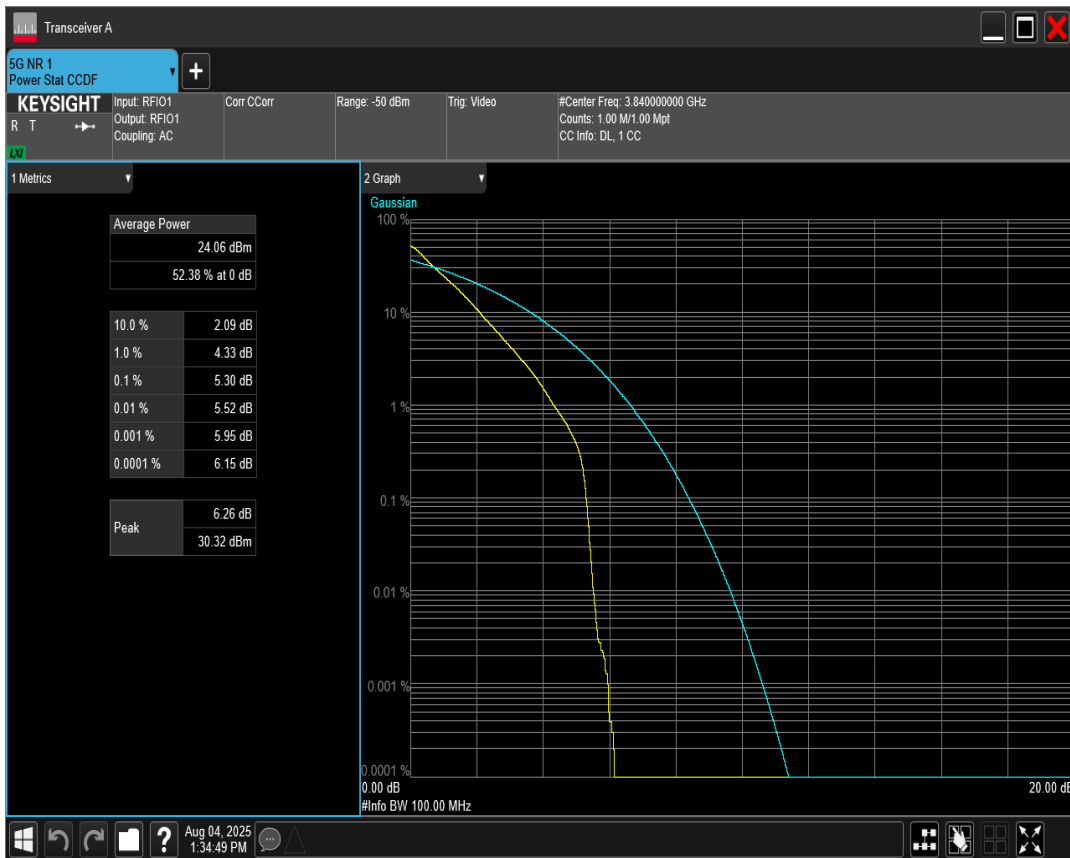 Transceiver A
5G NR 1
Power Stat CCDF
KEYSIGHT
R T
LXI
Input: RFIO1
Output: RFIO1
Coupling: AC
Corr CCorr
Range: -50 dBm
Trig: Video
#Center Freq: 3.840000000 GHz
Counts: 1.00 M/1.00 Mpt
CC Info: DL, 1 CC
1 Metrics
Average Power
24.06 dBm
52.38 % at 0 dB
10.0 % 2.09 dB
1.0 % 4.33 dB
0.1 % 5.30 dB
0.01 % 5.52 dB
0.001 % 5.95 dB
0.0001 % 6.15 dB
Peak
6.26 dB
30.32 dBm
2 Graph
Gaussian
100 %
10 %
1 %
0.1 %
0.01 %
0.001 %
0.0001 %
0.00 dB
20.00 dB
#Info BW 100.00 MHz
?
Aug 04, 2025
1:34:49 PM